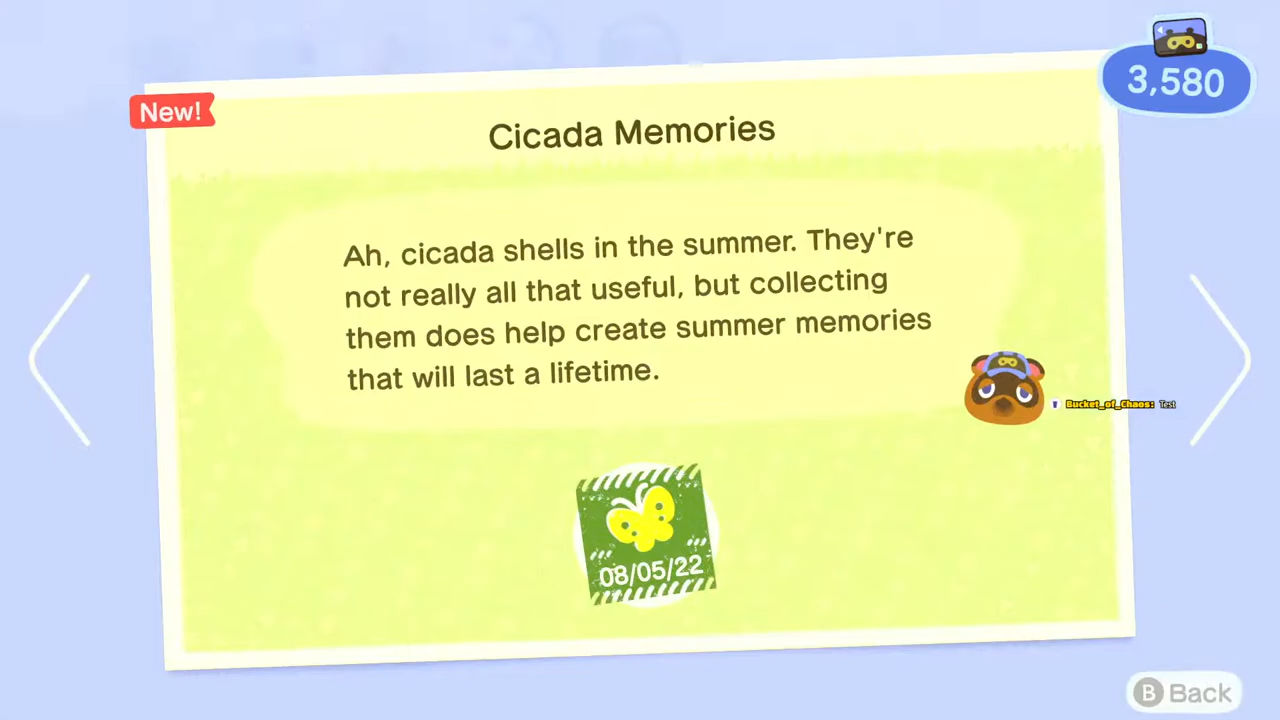 3,580
New!
Cicada Memories
Ah, cicada shells in the summer. They're
not really all that useful, but collecting
them does help create summer memories
that will last a lifetime.
Bucket_of_Chaos: Test
08/05/22
B Back